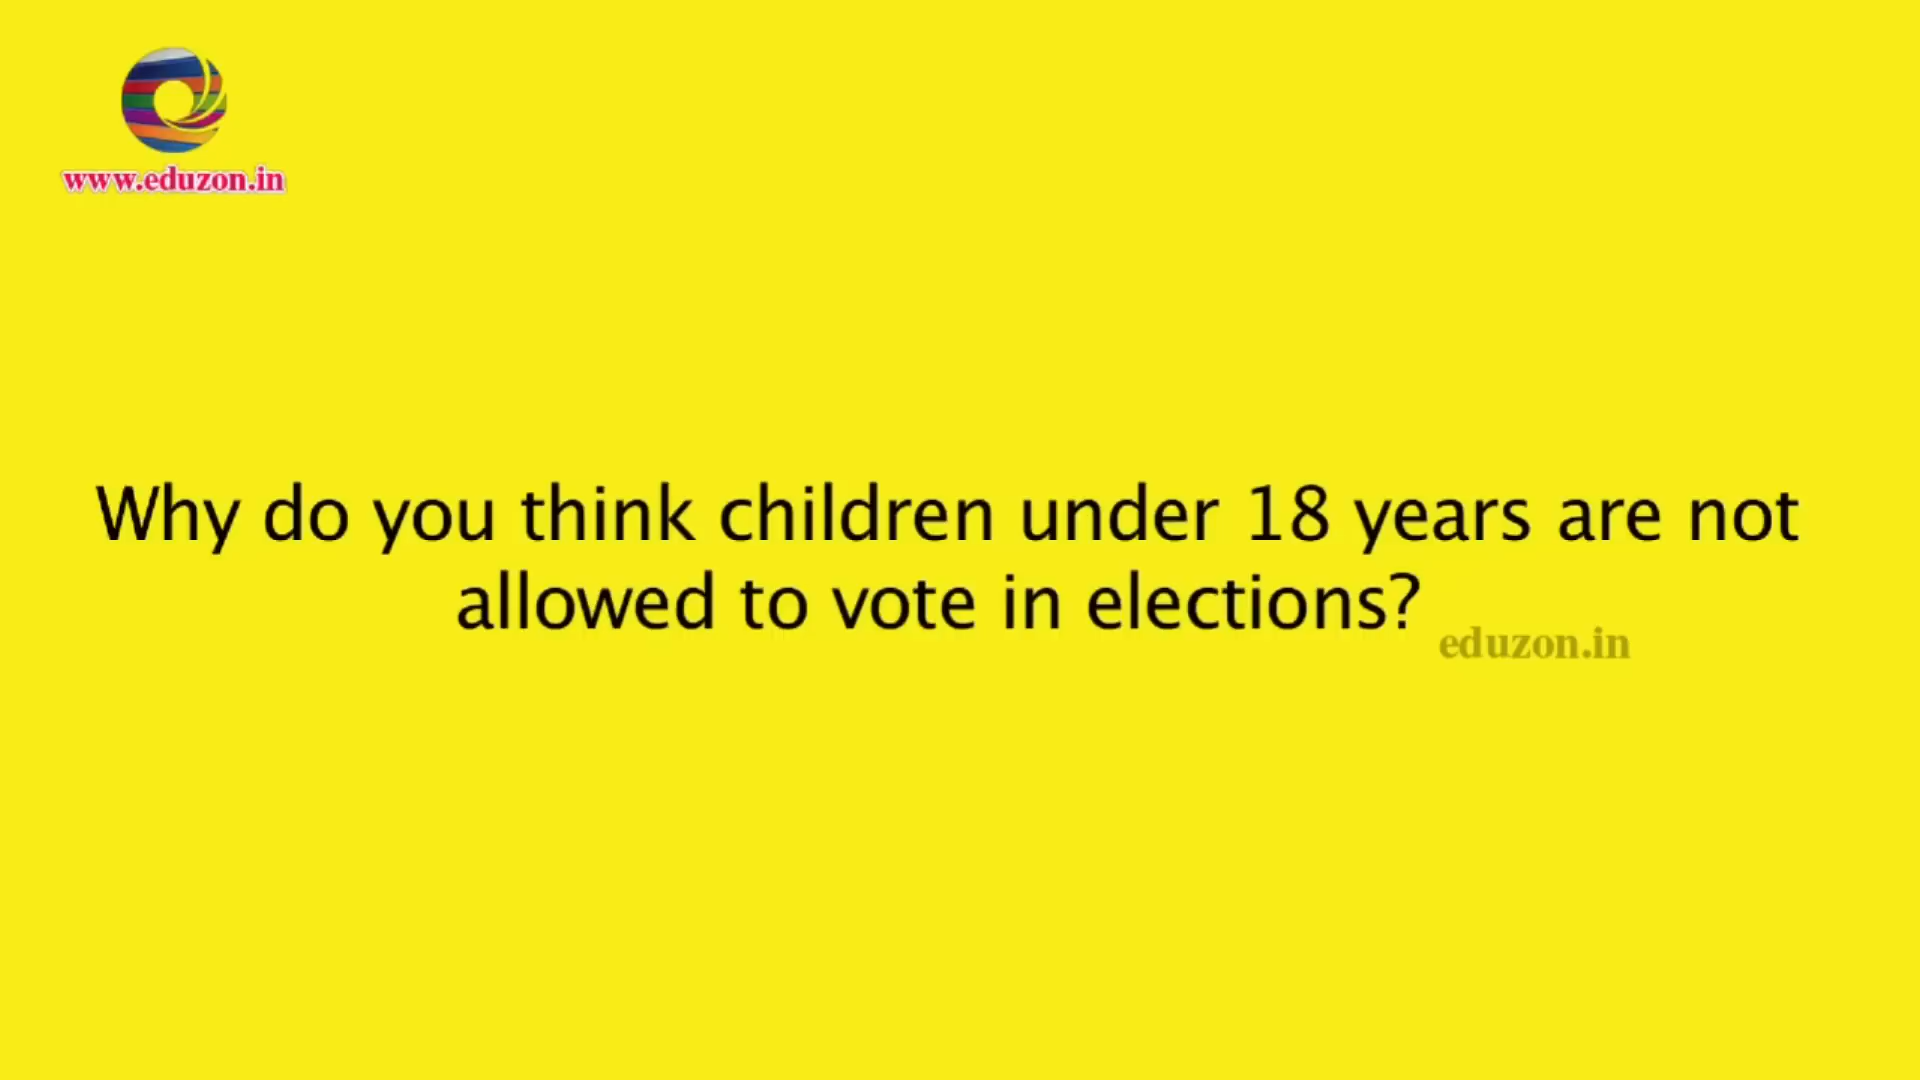 www.eduzon.in
Why do you think children under 18 years are not
allowed to vote in elections?
eduzon.in